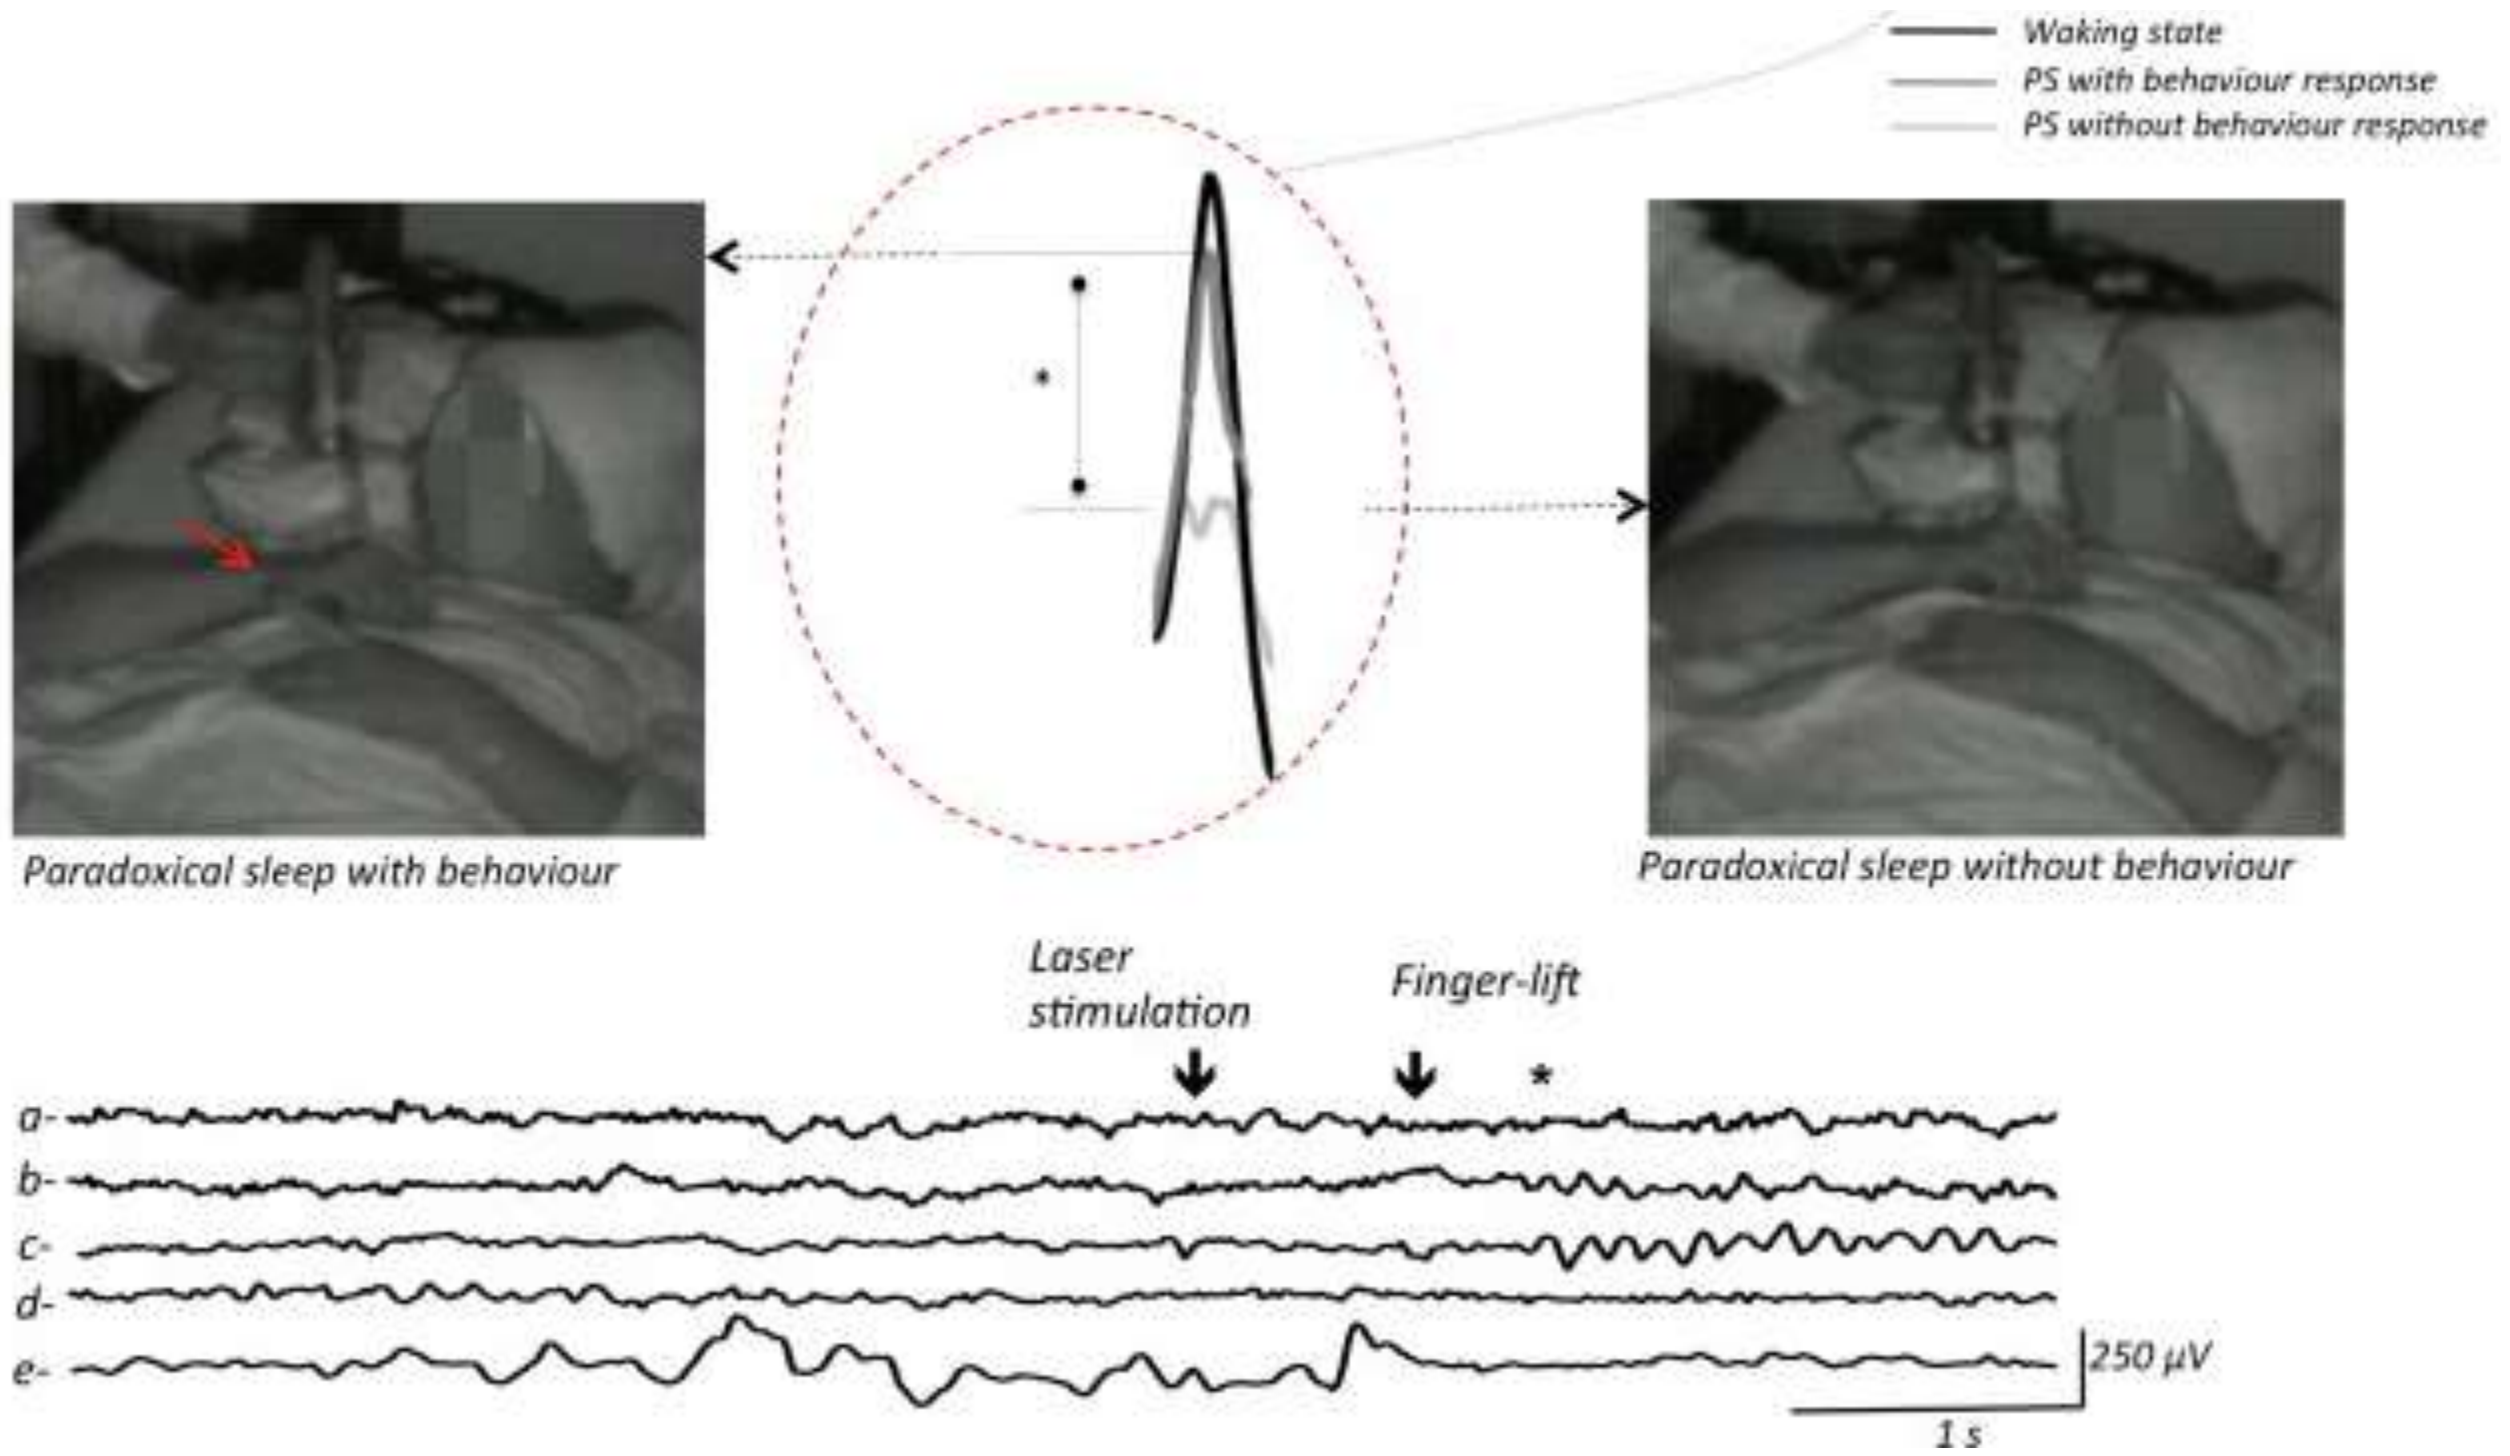 Waking state
PS with behaviour response
PS without behaviour response
*
Paradoxical sleep with behaviour
Paradoxical sleep without behaviour
Laser
stimulation
Finger-lift
*
a-
b-
c-
d-
e-
250 µV
1 s